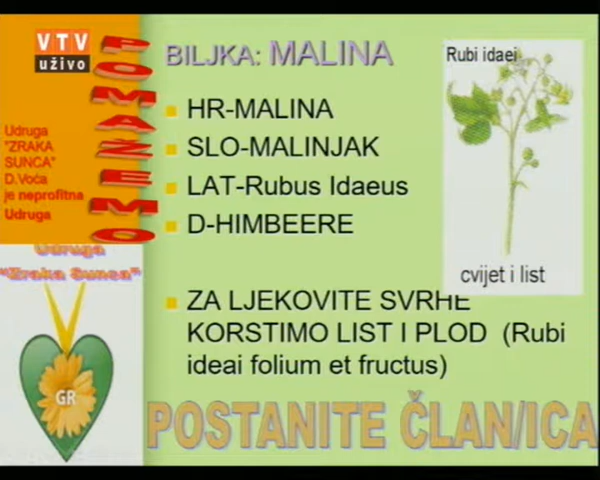 VTV
uživo
POMAŽEMO
Udruga
"ZRAKA
SUNCA"
D.Voća
je neprofitna
Udruga
Udruga
"Zraka Sunca"
GR
BILJKA: MALINA
HR-MALINA
SLO-MALINJAK
LAT-Rubus Idaeus
D-HIMBEERE
Rubi idaei
cvijet i list
ZA LJEKOVITE SVRHE
KORSTIMO LIST I PLOD (Rubi
ideai folium et fructus)
POSTANITE ČLAN/ICA